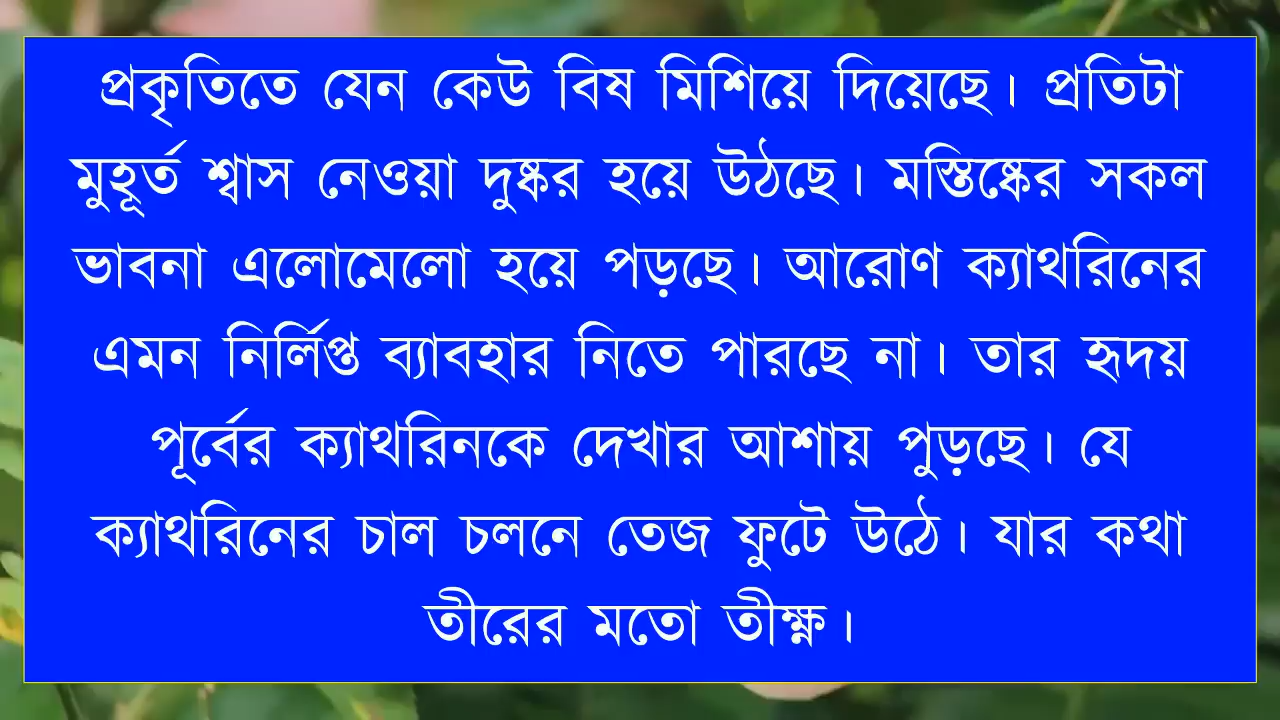 প্রকৃতিতে যেন কেউ বিষ মিশিয়ে দিয়েছে। প্রতিটা
মুহূর্ত শ্বাস নেওয়া দুষ্কর হয়ে উঠছে। মস্তিষ্কের সকল
ভাবনা এলোমেলো হয়ে পড়ছে। আরোণ ক্যাথরিনের
এমন নির্লিপ্ত ব্যাবহার নিতে পারছে না। তার হৃদয়
পূর্বের ক্যাথরিনকে দেখার আশায় পুড়ছে। যে
ক্যাথরিনের চাল চলনে তেজ ফুটে উঠে। যার কথা
তীরের মতো তীক্ষ্ণ।